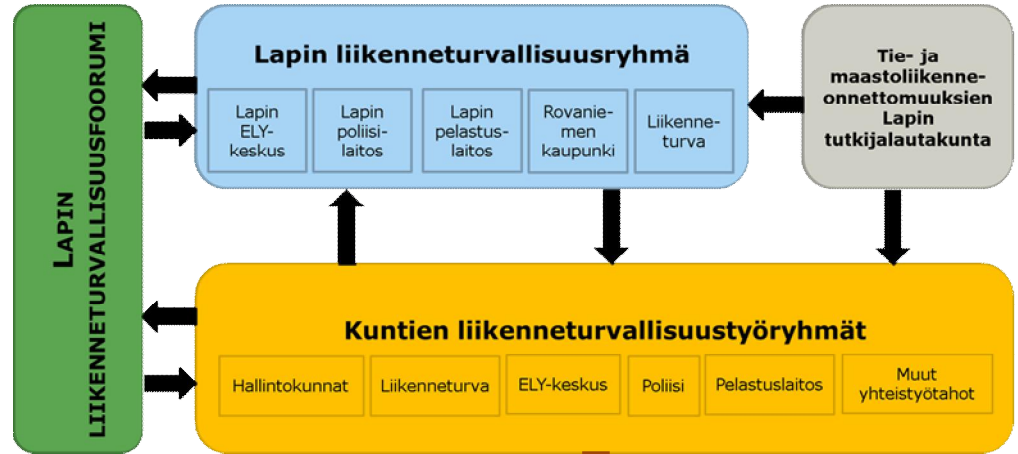 LAPIN
LIIKENNETURVALLISUUSFOORUMI
Lapin liikenneturvallisuusryhmä
Lapin
ELY-
keskus
Lapin
poliisi-
laitos
Lapin
pelastus-
laitos
Rovanie-
men
kaupunki
Liikenne-
turva
Tie- ja
maastoliikenne-
onnettomuuksien
Lapin
tutkijalautakunta
Kuntien liikenneturvallisuustyöryhmät
Hallintokunnat
Liikenneturva
ELY-keskus
Poliisi
Pelastuslaitos
Muut
yhteistyötahot